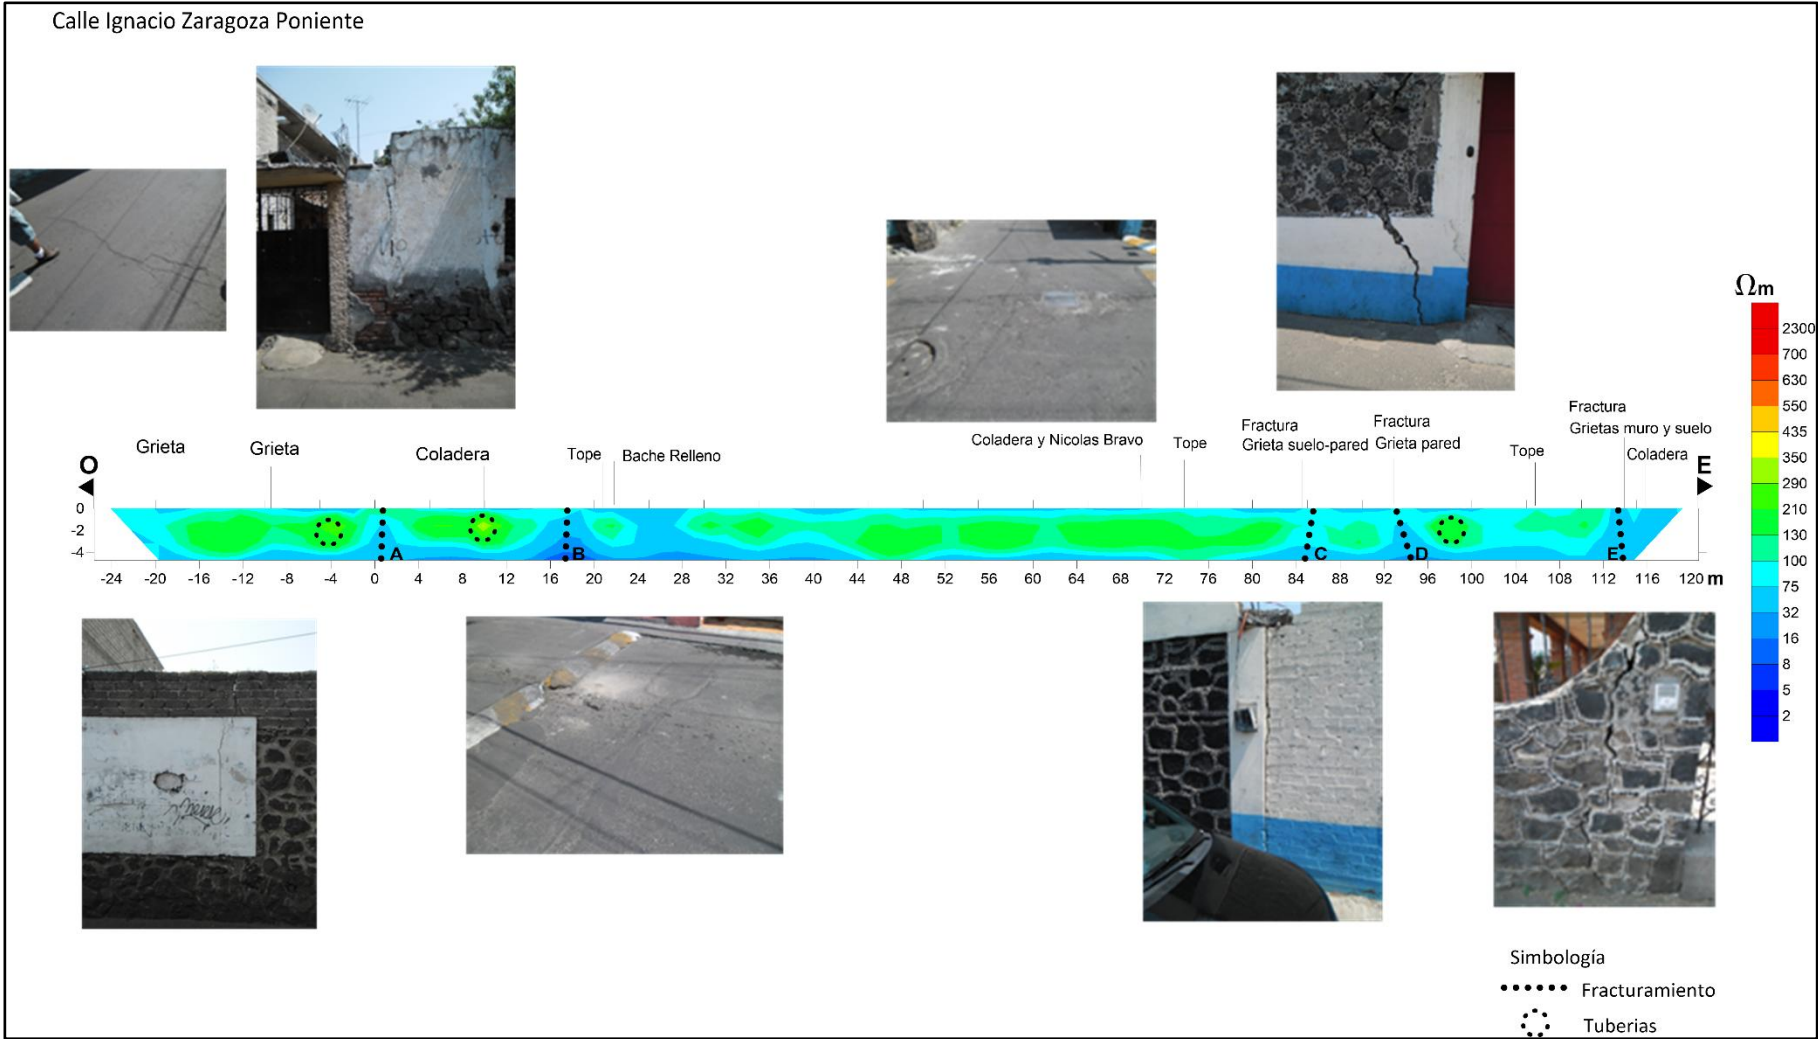 Calle Ignacio Zaragoza Poniente
Ωm
2300
700
630
550
435
350
290
210
130
100
75
32
16
8
5
2
Grieta
Grieta
Coladera
Tope
Bache Relleno
Coladera y Nicolas Bravo
Tope
Fractura
Grieta suelo-pared
Fractura
Grieta pared
Tope
Fractura
Grietas muro y suelo
Coladera
O
E
0
-2
-4
A
B
C
D
E
-24 -20 -16 -12 -8 -4 0 4 8 12 16 20 24 28 32 36 40 44 48 52 56 60 64 68 72 76 80 84 88 92 96 100 104 108 112 116 120 m
Simbología
Fracturamiento
Tuberias